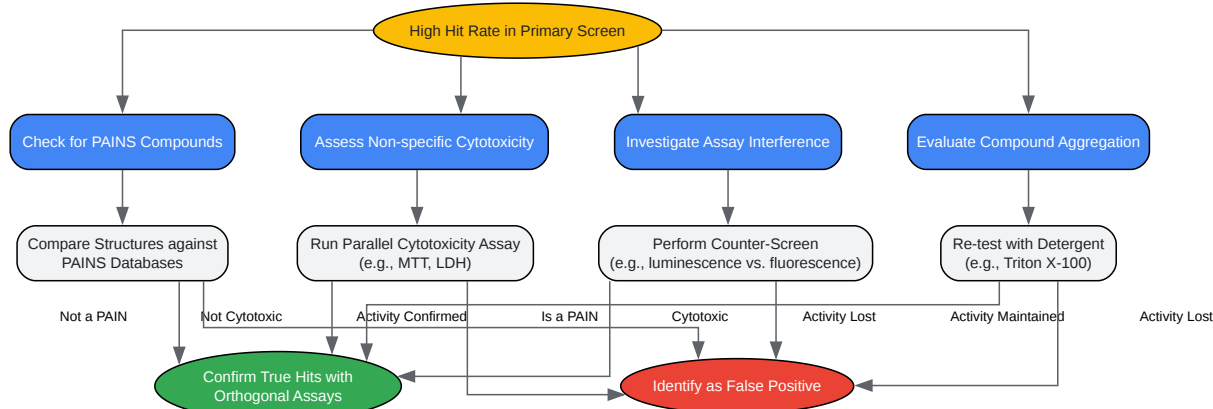 High Hit Rate in Primary Screen
Check for PAINS Compounds
Assess Non-specific Cytotoxicity
Investigate Assay Interference
Evaluate Compound Aggregation
Compare Structures against
PAINS Databases
Run Parallel Cytotoxicity Assay
(e.g., MTT, LDH)
Perform Counter-Screen
(e.g., luminescence vs. fluorescence)
Re-test with Detergent
(e.g., Triton X-100)
Not a PAIN
Not Cytotoxic
Activity Confirmed
Is a PAIN
Cytotoxic
Activity Lost
Activity Maintained
Activity Lost
Confirm True Hits with
Orthogonal Assays
Identify as False Positive